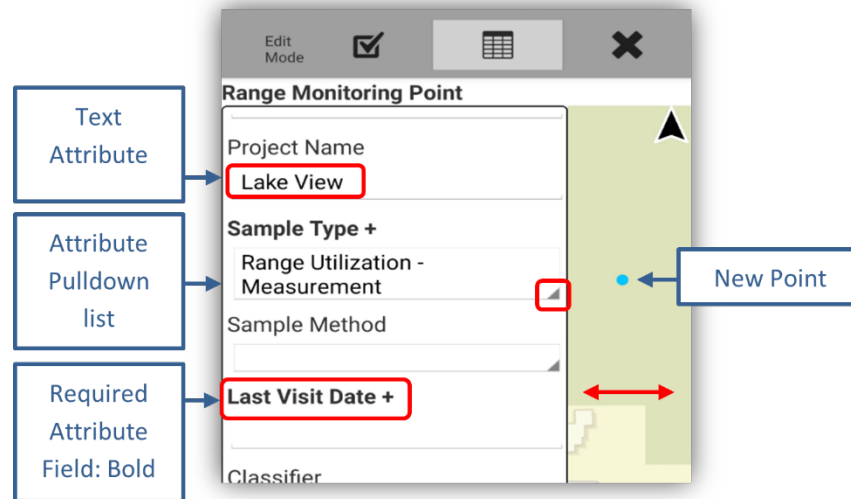 Edit
Mode
Range Monitoring Point
Text
Attribute
Project Name
Lake View
Attribute
Pulldown
list
Sample Type +
Range Utilization -
Measurement
New Point
Sample Method
Required
Attribute
Field: Bold
Last Visit Date +
Classifier